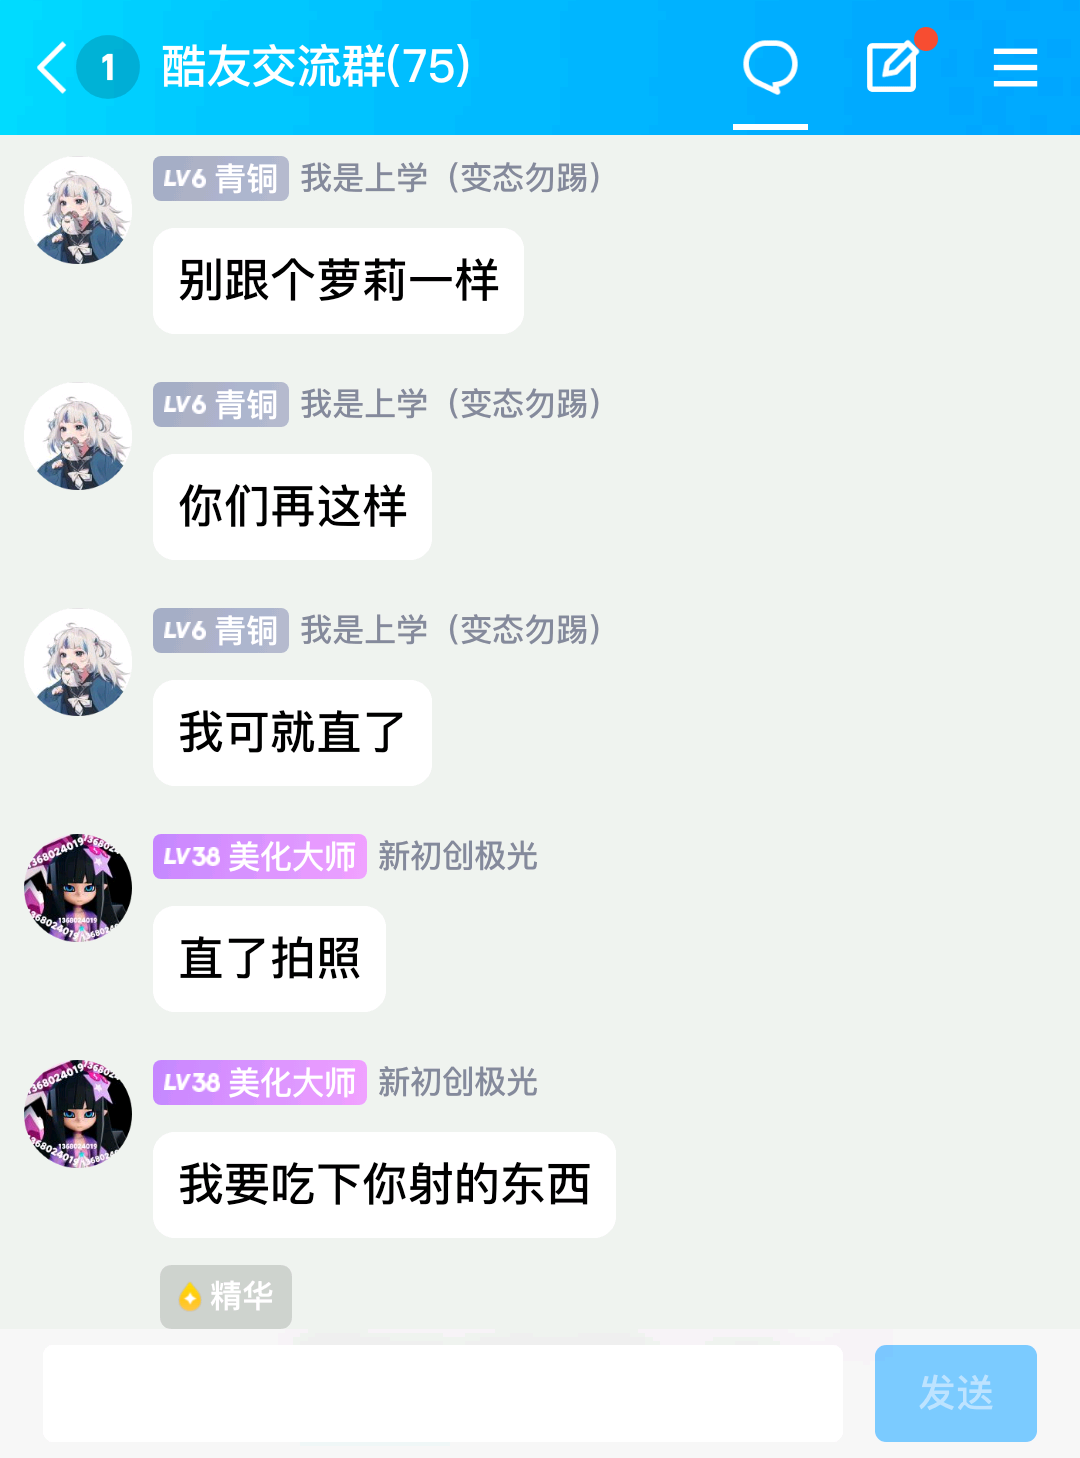 1 酷友交流群(75)
LV6 青铜 我是上学（变态勿踢）
别跟个萝莉一样
LV6 青铜 我是上学（变态勿踢）
你们再这样
LV6 青铜 我是上学（变态勿踢）
我可就直了
LV38 美化大师 新初创极光
直了拍照
LV38 美化大师 新初创极光
我要吃下你射的东西
精华
发送